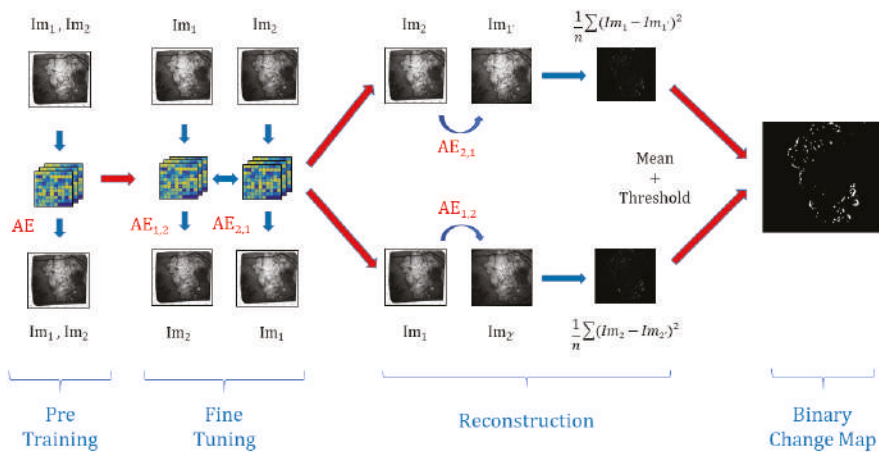 Im₁, Im₂
Im₁
Im₂
Im₂
Im₁'
1/n ∑(Im₁ − Im₁')²
AE₂,₁
Mean
+
Threshold
AE
AE₁,₂
AE₂,₁
AE₁,₂
Im₁, Im₂
Im₂
Im₁
Im₁
Im₂'
1/n ∑(Im₂ − Im₂')²
Pre
Training
Fine
Tuning
Reconstruction
Binary
Change Map